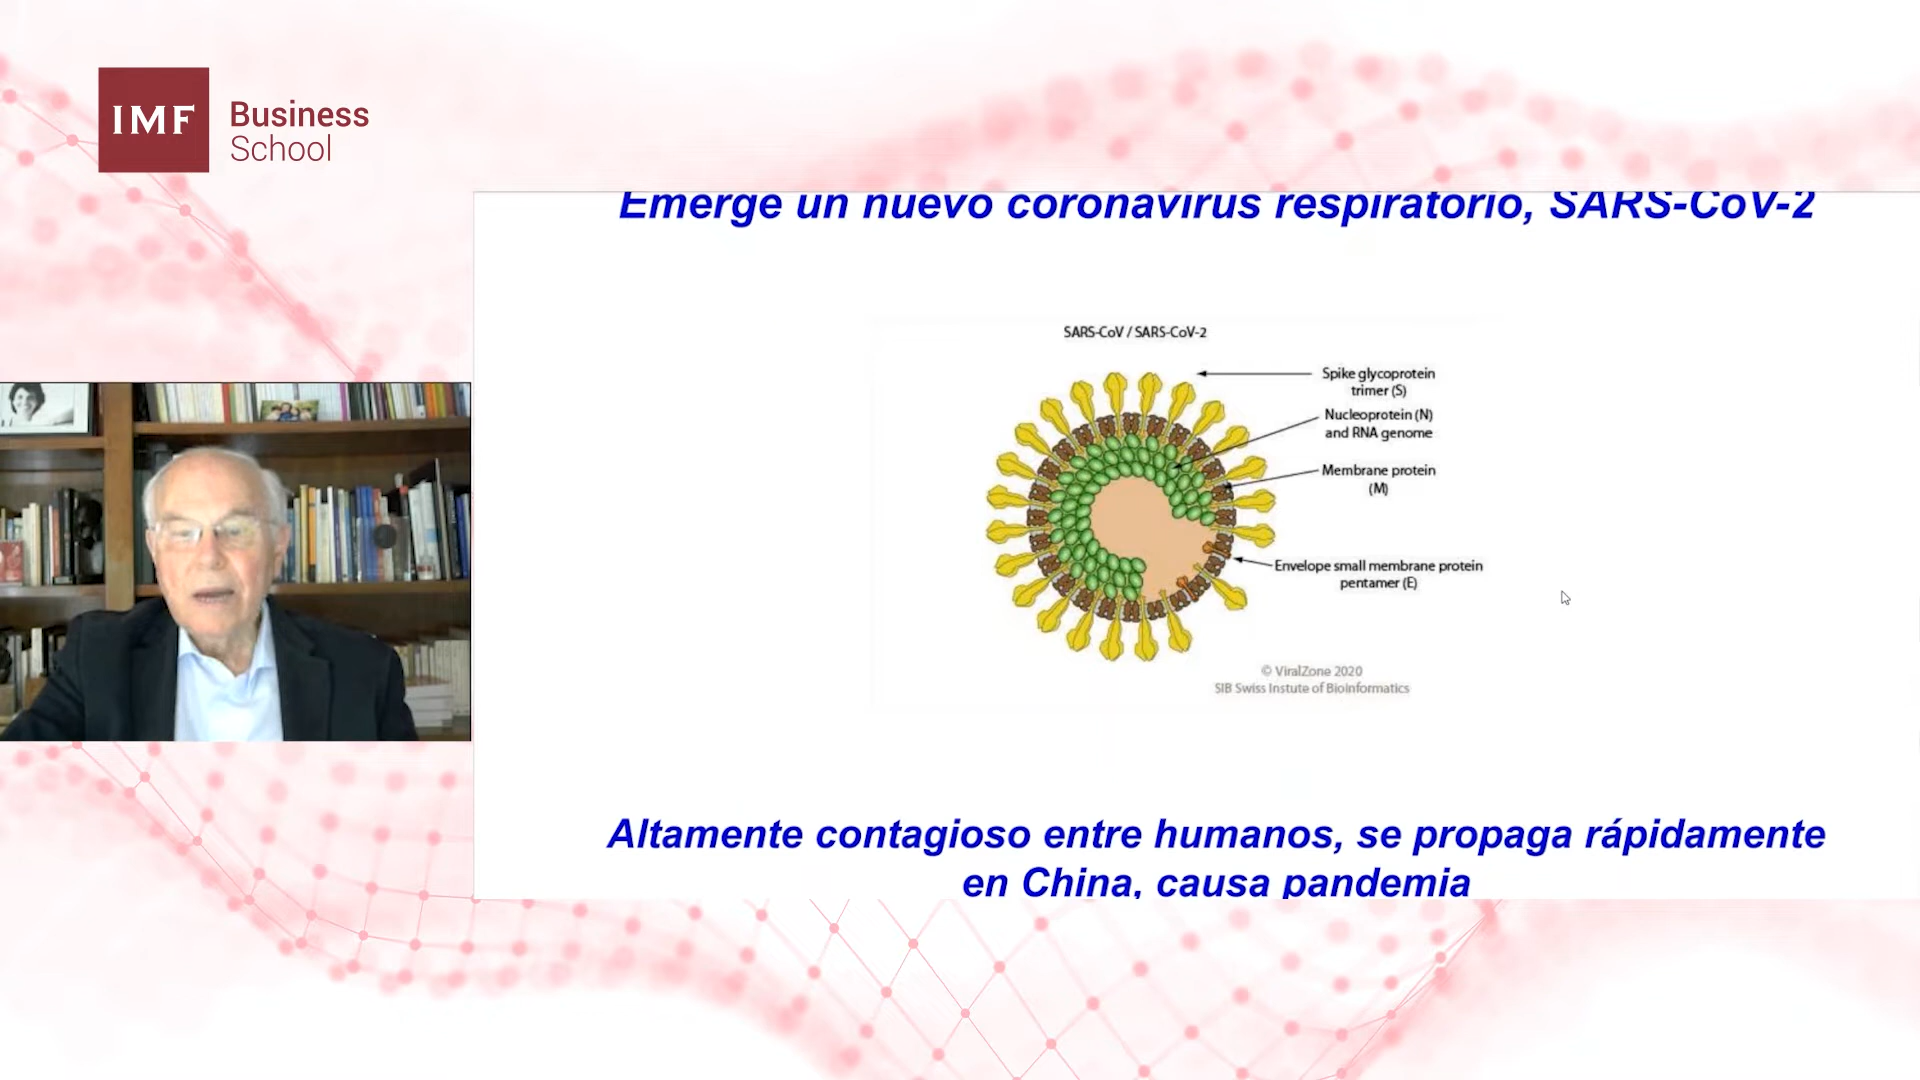 IMF
Business
School
Emerge un nuevo coronavirus respiratorio, SARS-CoV-2
SARS-CoV / SARS-CoV-2
Spike glycoprotein
trimer (S)
Nucleoprotein (N)
and RNA genome
Membrane protein
(M)
Envelope small membrane protein
pentamer (E)
© ViralZone 2020
SIB Swiss Instute of Bioinformatics
Altamente contagioso entre humanos, se propaga rápidamente
en China, causa pandemia